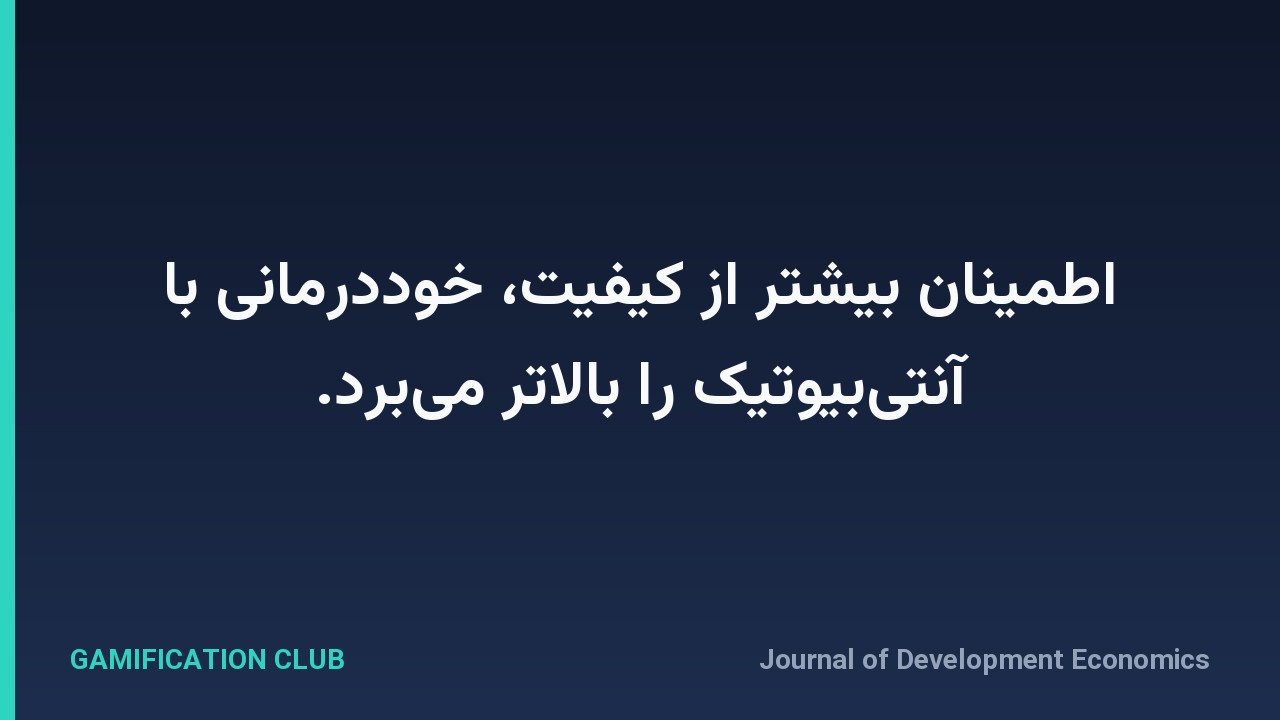 اطمینان بیشتر از کیفیت، خوددرمانی با
آنتی‌بیوتیک را بالاتر می‌برد.
GAMIFICATION CLUB
Journal of Development Economics